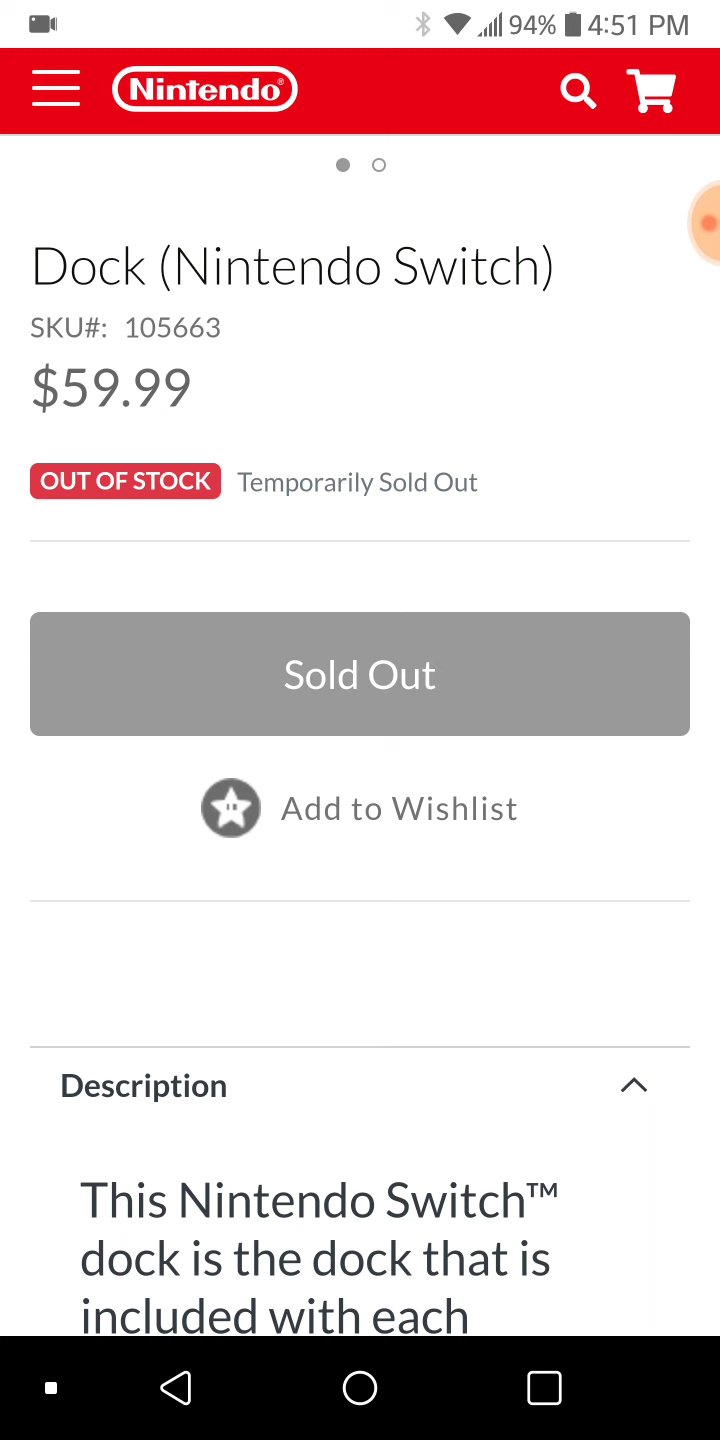 94% 4:51 PM
Nintendo®
Dock (Nintendo Switch)
SKU#: 105663
$59.99
OUT OF STOCK Temporarily Sold Out
Sold Out
Add to Wishlist
Description
This Nintendo Switch™
dock is the dock that is
included with each